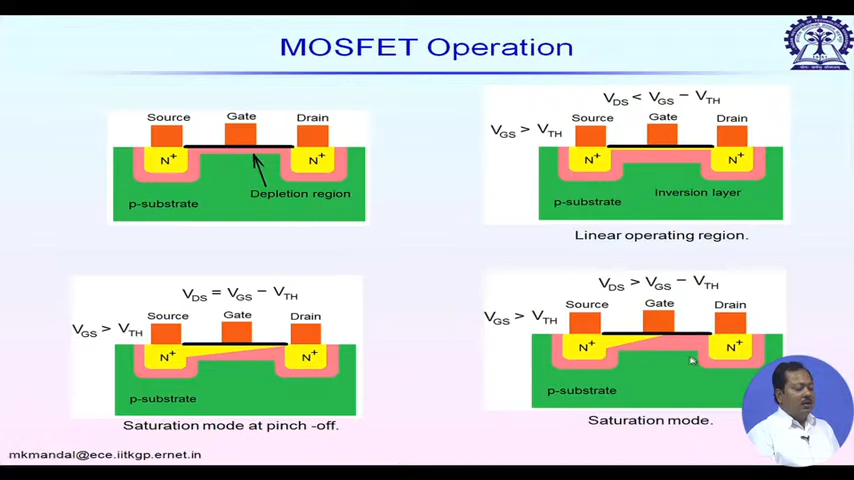 MOSFET Operation
Source Gate Drain
N+ N+
Depletion region
p-substrate
VDS < VGS – VTH
VGS > VTH
Source Gate Drain
N+ N+
Inversion layer
p-substrate
Linear operating region.
VDS = VGS – VTH
VGS > VTH
Source Gate Drain
N+ N+
p-substrate
Saturation mode at pinch -off.
VDS > VGS – VTH
VGS > VTH
Source Gate Drain
N+ N+
p-substrate
Saturation mode.
mkmandal@ece.iitkgp.ernet.in